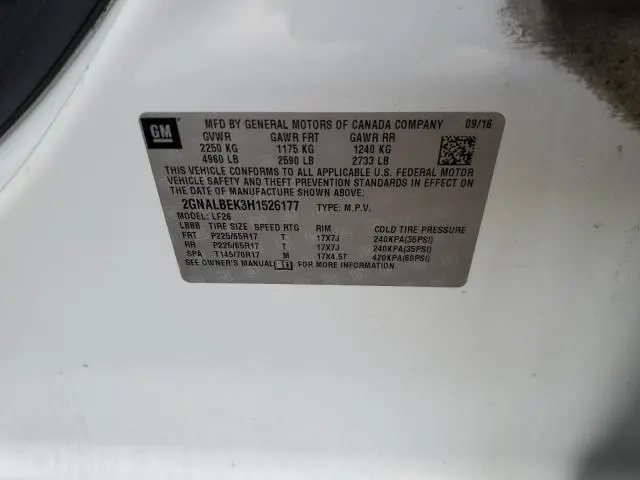 GM MFD BY GENERAL MOTORS OF CANADA COMPANY 09/16
GVWR GAWR FRT GAWR RR
2250 KG 1175 KG 1240 KG
4960 LB 2590 LB 2733 LB
THIS VEHICLE CONFORMS TO ALL APPLICABLE U.S. FEDERAL MOTOR
VEHICLE SAFETY AND THEFT PREVENTION STANDARDS IN EFFECT ON
THE DATE OF MANUFACTURE SHOWN ABOVE.
2GNALBEK3H1526177 TYPE: M.P.V.
MODEL: LF26
LBBB TIRE SIZE SPEED RTG RIM COLD TIRE PRESSURE
FRT P225/65R17 T 17X7J 240KPA(35PSI)
RR P225/65R17 T 17X7J 240KPA(35PSI)
SPA T145/70R17 M 17X4.5T 420KPA(60PSI)
SEE OWNER'S MANUAL FOR MORE INFORMATION.